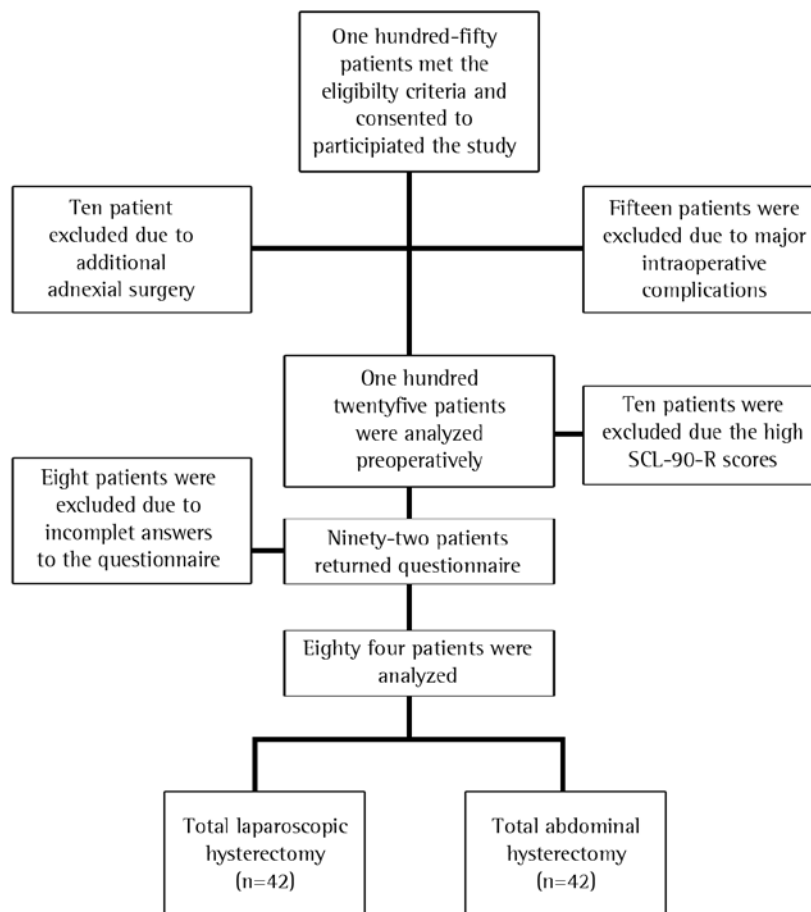 One hundred-fifty
patients met the
eligibilty criteria and
consented to
participiated the study
Ten patient
excluded due to
additional
adnexial surgery
Fifteen patients were
excluded due to major
intraoperative
complications
One hundred
twentyfive patients
were analyzed
preoperatively
Ten patients were
excluded due the high
SCL-90-R scores
Eight patients were
excluded due to
incomplet answers
to the questionnaire
Ninety-two patients
returned questionnaire
Eighty four patients were
analyzed
Total laparoscopic
hysterectomy
(n=42)
Total abdominal
hysterectomy
(n=42)